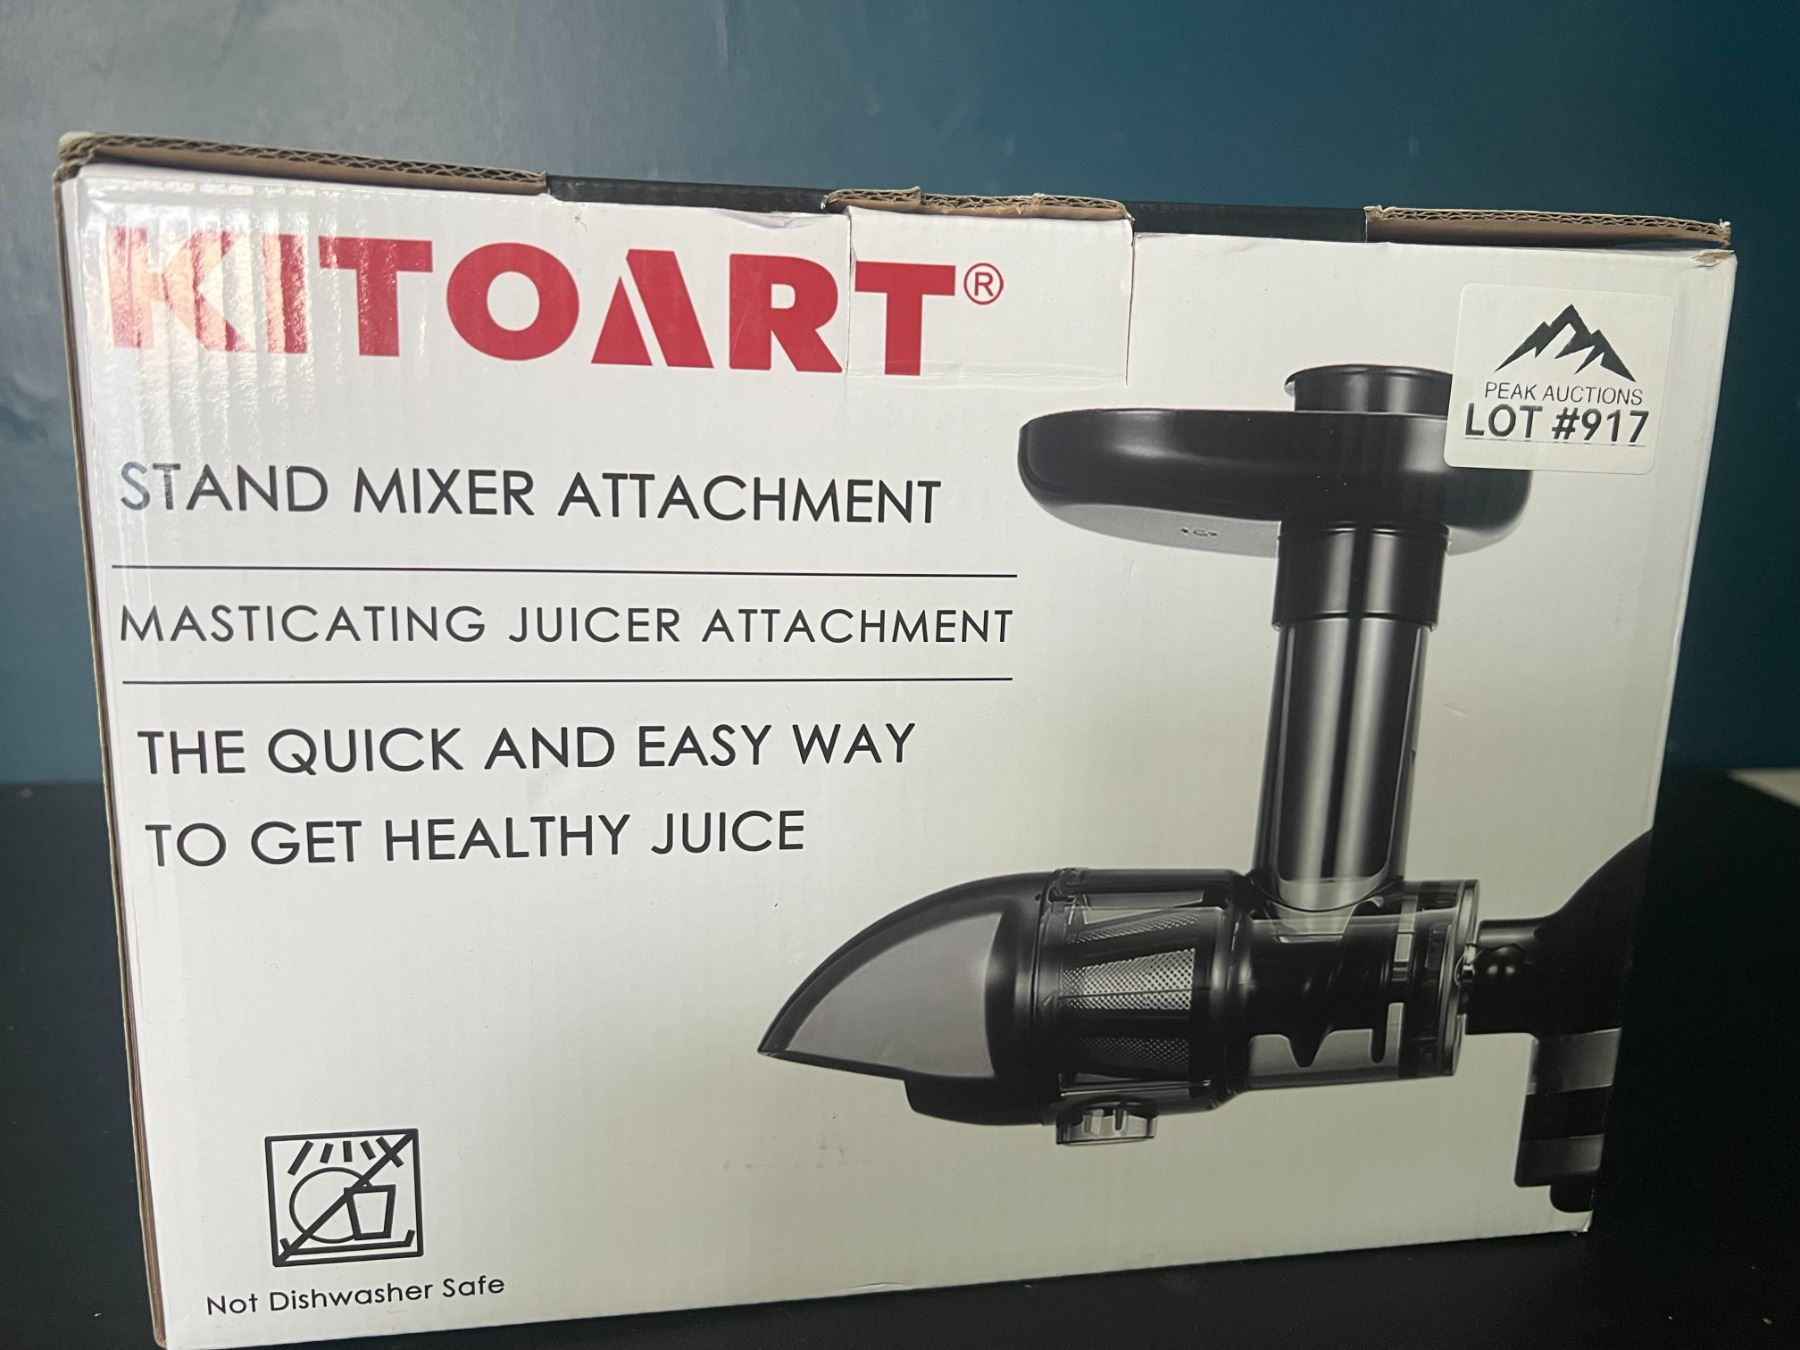 KITOART®
PEAK AUCTIONS
LOT #917
STAND MIXER ATTACHMENT
MASTICATING JUICER ATTACHMENT
THE QUICK AND EASY WAY
TO GET HEALTHY JUICE
Not Dishwasher Safe